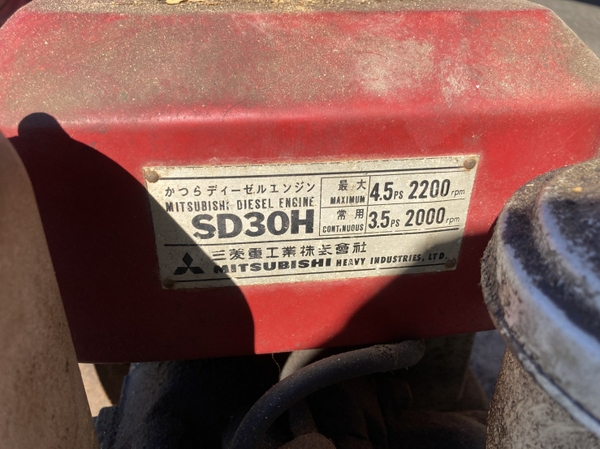 かつらディーゼルエンジン
MITSUBISHI DIESEL ENGINE
SD30H
最大 MAXIMUM 4.5PS 2200rpm
常用 CONTINUOUS 3.5PS 2000rpm
三菱重工業株式會社
MITSUBISHI HEAVY INDUSTRIES, LTD.